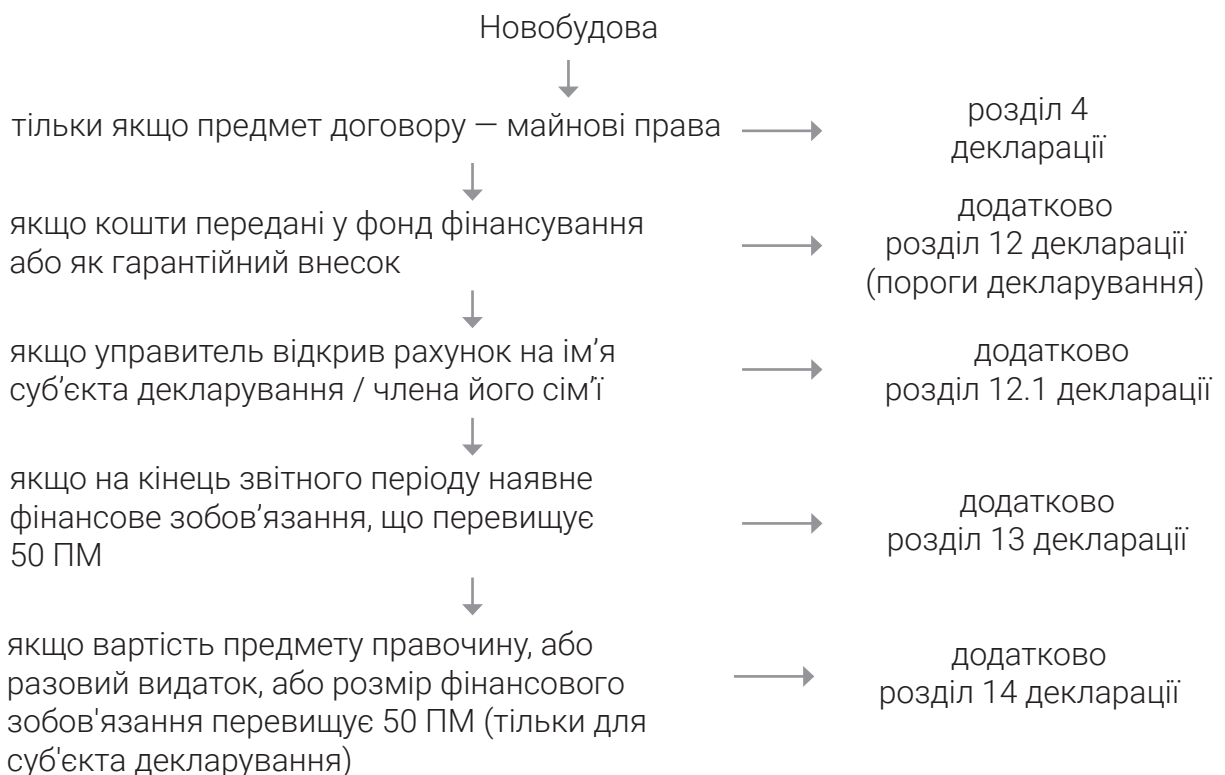 Новобудова
тільки якщо предмет договору — майнові права
розділ 4
декларації
якщо кошти передані у фонд фінансування
або як гарантійний внесок
додатково
розділ 12 декларації
(пороги декларування)
якщо управитель відкрив рахунок на ім’я
суб’єкта декларування / члена його сім’ї
додатково
розділ 12.1 декларації
якщо на кінець звітного періоду наявне
фінансове зобов’язання, що перевищує
50 ПМ
додатково
розділ 13 декларації
якщо вартість предмету правочину, або
разовий видаток, або розмір фінансового
зобов'язання перевищує 50 ПМ (тільки для
суб'єкта декларування)
додатково
розділ 14 декларації